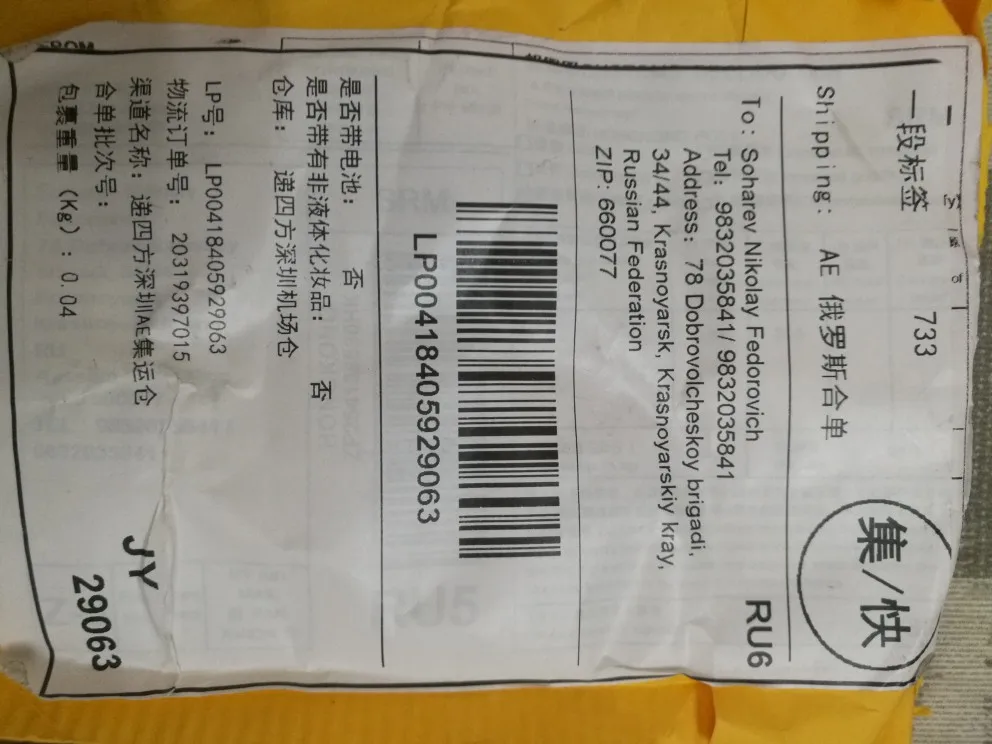 一段标签 733
Shipping: AE 俄罗斯合单
集/快
To: Soharev Nikolay Fedorovich
RU6
Tel: 9832035841/ 9832035841
Address: 78 Dobrovolcheskoy brigadi,
34/44, Krasnoyarsk, Krasnoyarskiy kray,
Russian Federation
ZIP: 660077
LP00418405929063
是否带电池: 否
是否带有非液体化妆品: 否
仓库: 递四方深圳机场仓
LP号: LP00418405929063
物流订单号: 20319397015
渠道名称: 递四方深圳AE集运仓
合单批次号:
包裹重量 (Kg) : 0.04
JY
29063